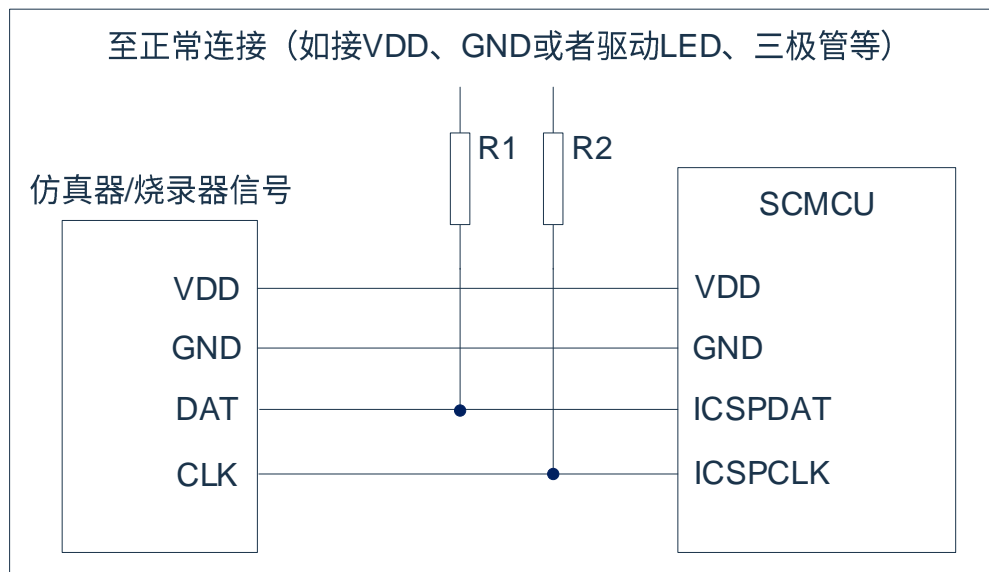 至正常连接（如接VDD、GND或者驱动LED、三极管等）
R1
R2
仿真器/烧录器信号
SCMCU
VDD
VDD
GND
GND
DAT
ICSPDAT
CLK
ICSPCLK